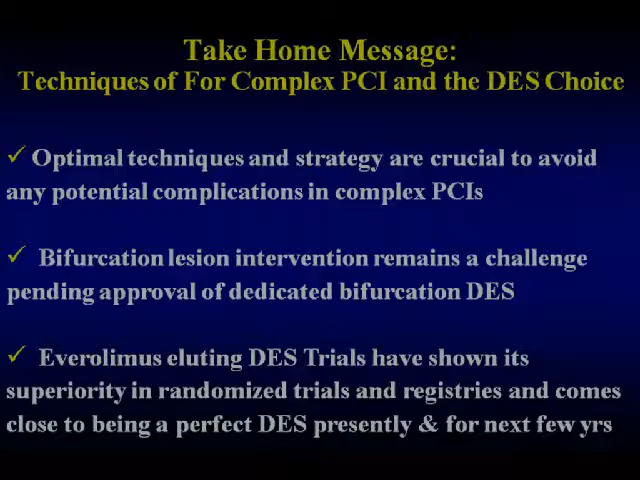 Take Home Message:
Techniques of For Complex PCI and the DES Choice
✓ Optimal techniques and strategy are crucial to avoid
any potential complications in complex PCIs
✓ Bifurcation lesion intervention remains a challenge
pending approval of dedicated bifurcation DES
✓ Everolimus eluting DES Trials have shown its
superiority in randomized trials and registries and comes
close to being a perfect DES presently & for next few yrs